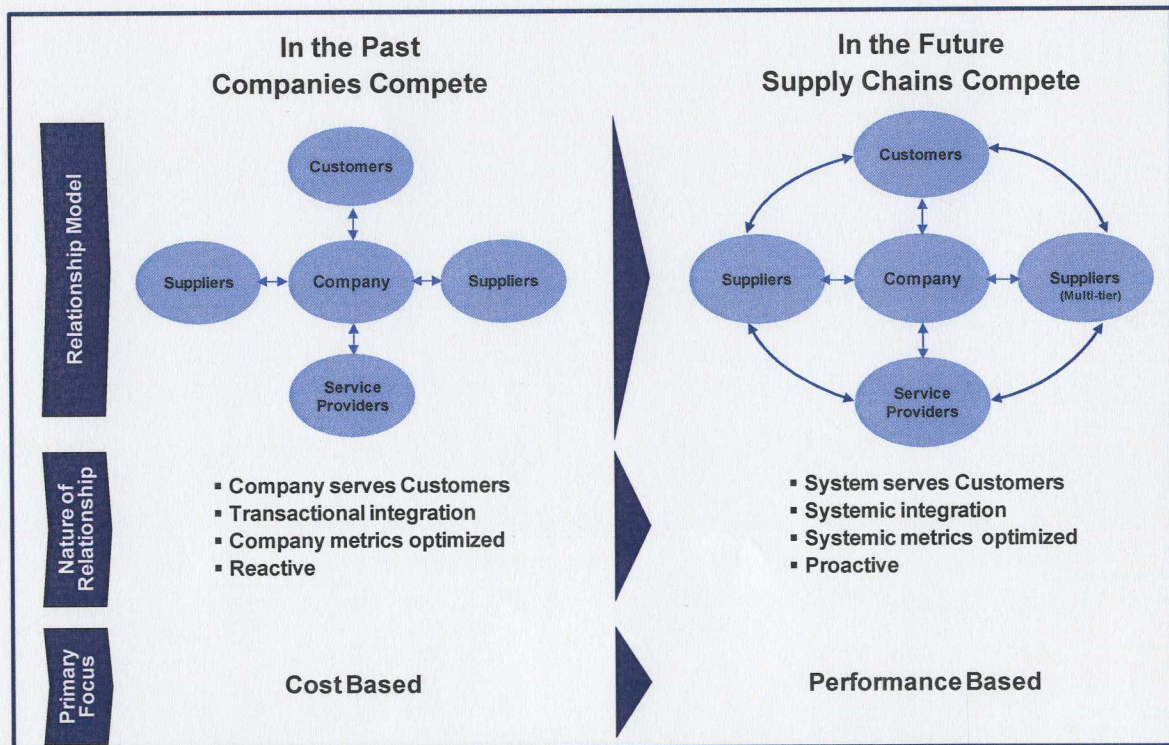 In the Past
Companies Compete
In the Future
Supply Chains Compete
Relationship Model
Customers
Suppliers
Company
Suppliers
Service
Providers
Customers
Suppliers
Company
Suppliers
(Multi-tier)
Service
Providers
Nature of
Relationship
▪ Company serves Customers
▪ Transactional integration
▪ Company metrics optimized
▪ Reactive
▪ System serves Customers
▪ Systemic integration
▪ Systemic metrics optimized
▪ Proactive
Primary
Focus
Cost Based
Performance Based